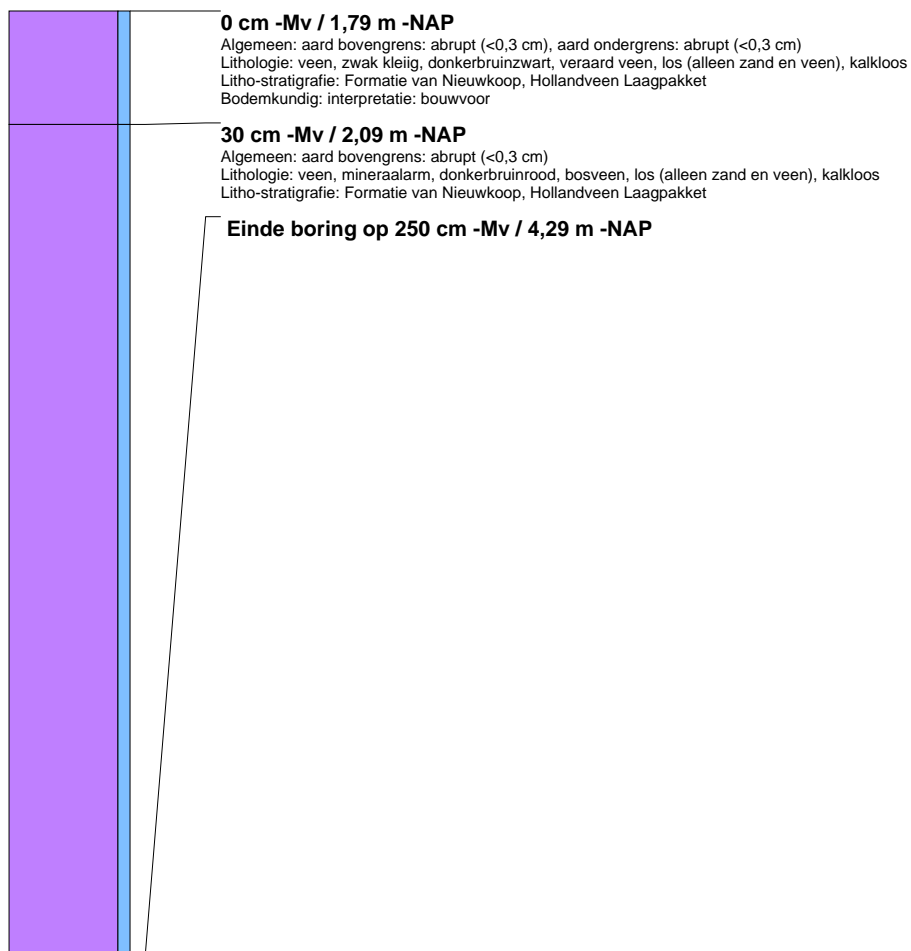 0 cm -Mv / 1,79 m -NAP
Algemeen: aard bovengrens: abrupt (<0,3 cm), aard ondergrens: abrupt (<0,3 cm)
Lithologie: veen, zwak kleiig, donkerbruinzwart, veraard veen, los (alleen zand en veen), kalkloos
Litho-stratigrafie: Formatie van Nieuwkoop, Hollandveen Laagpakket
Bodemkundig: interpretatie: bouwvoor
30 cm -Mv / 2,09 m -NAP
Algemeen: aard bovengrens: abrupt (<0,3 cm)
Lithologie: veen, mineraalarm, donkerbruinrood, bosveen, los (alleen zand en veen), kalkloos
Litho-stratigrafie: Formatie van Nieuwkoop, Hollandveen Laagpakket
Einde boring op 250 cm -Mv / 4,29 m -NAP